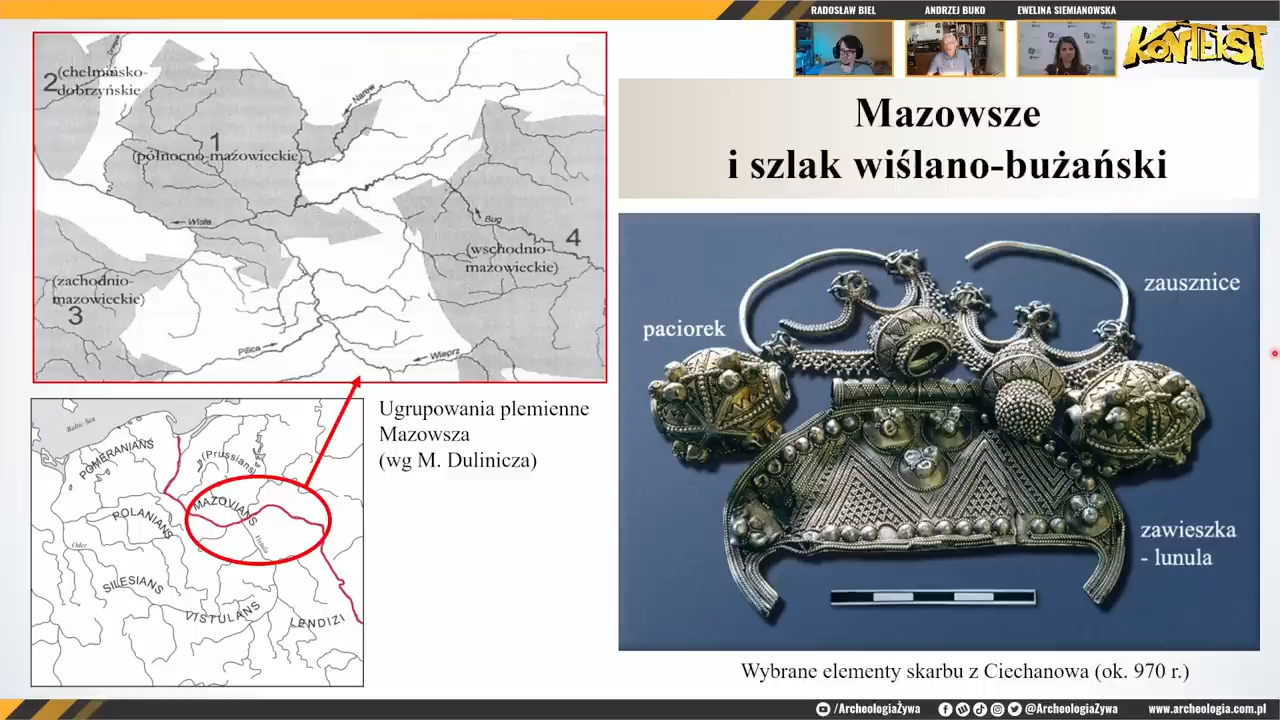 RADOSŁAW BIEL
ANDRZEJ BUKO
EWELINA SIEMIANOWSKA
KONTEKST
Mazowsze
i szlak wiślano-bużański
2 (chełmińsko-
dobrzyńskie
1
(północno-mazowieckie)
Narew
Wisła
Bug
4
(wschodnio-
mazowieckie)
(zachodnio-
mazowieckie)
3
Pilica
Wieprz
zausznice
paciorek
zawieszka
- lunula
Wybrane elementy skarbu z Ciechanowa (ok. 970 r.)
Ugrupowania plemienne
Mazowsza
(wg M. Dulinicza)
Baltic Sea
POMERANIANS
(Prussians)
MAZOVIANS
POLANIANS
Oder
Vistula
SILESIANS
VISTULANS
LENDIZI
/ArcheologiaŻywa
@ArcheologiaŻywa
www.archeologia.com.pl